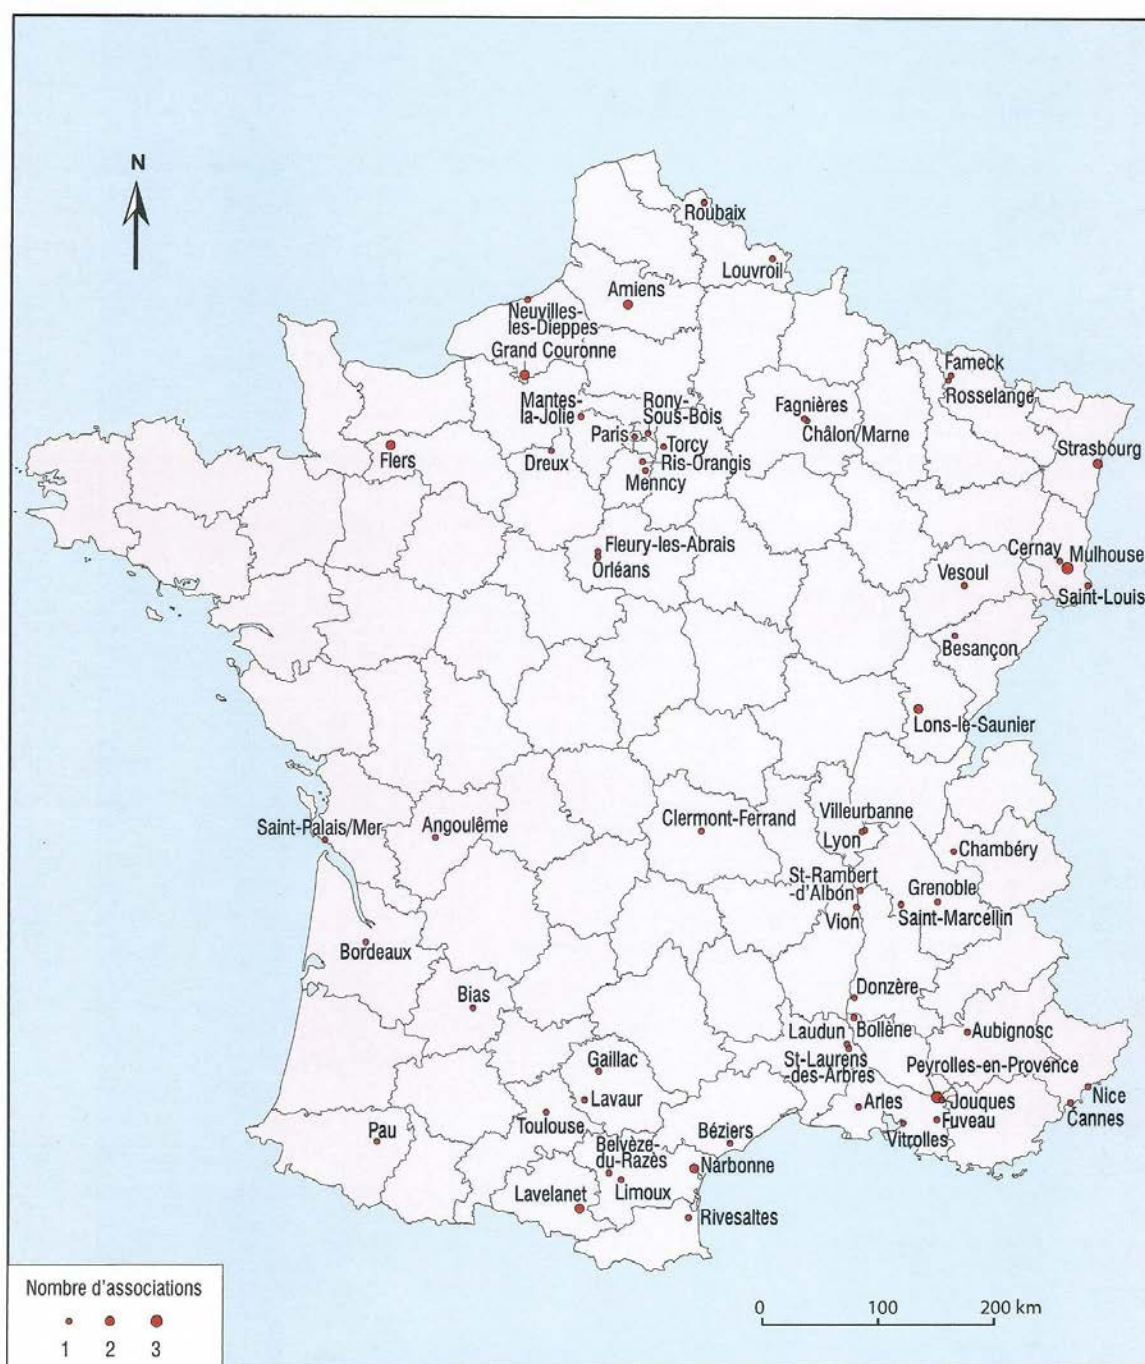 N
Roubaix
Louvroil
Amiens
Neuvilles-
les-Dieppes
Grand Couronne
Fameck
Rosselange
Mantes-
la-Jolie
Rony-
Sous-Bois
Fagnières
Châlon/Marne
Paris
Torcy
Strasbourg
Flers
Dreux
Ris-Orangis
Menncy
Fleury-les-Abrais
Orléans
Cernay
Mulhouse
Vesoul
Saint-Louis
Besançon
Lons-le-Saunier
Saint-Palais/Mer
Angoulême
Clermont-Ferrand
Villeurbanne
Lyon
Chambéry
St-Rambert
-d'Albon
Grenoble
Vion
Saint-Marcellin
Bordeaux
Bias
Donzère
Bollène
Aubignosc
Laudun
St-Laurens
-des-Arbres
Peyrolles-en-Provence
Gaillac
Lavaur
Arles
Jouques
Nice
Cannes
Fuveau
Vitrolles
Toulouse
Pau
Béziers
Belvèze-
du-Razès
Narbonne
Limoux
Lavelanet
Rivesaltes
Nombre d'associations
1 2 3
0 100 200 km